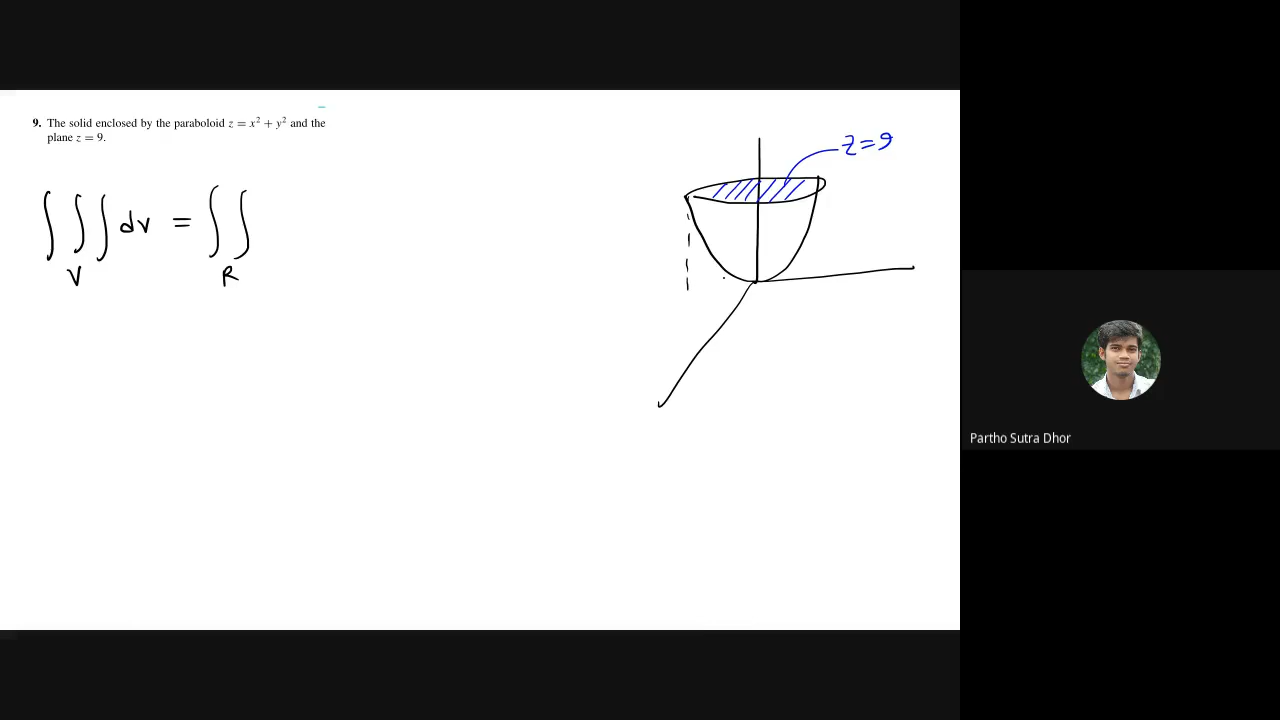 9. The solid enclosed by the paraboloid z = x² + y² and the
plane z = 9.
z=9
∫∫∫ dv = ∫∫
V R
Partho Sutra Dhor